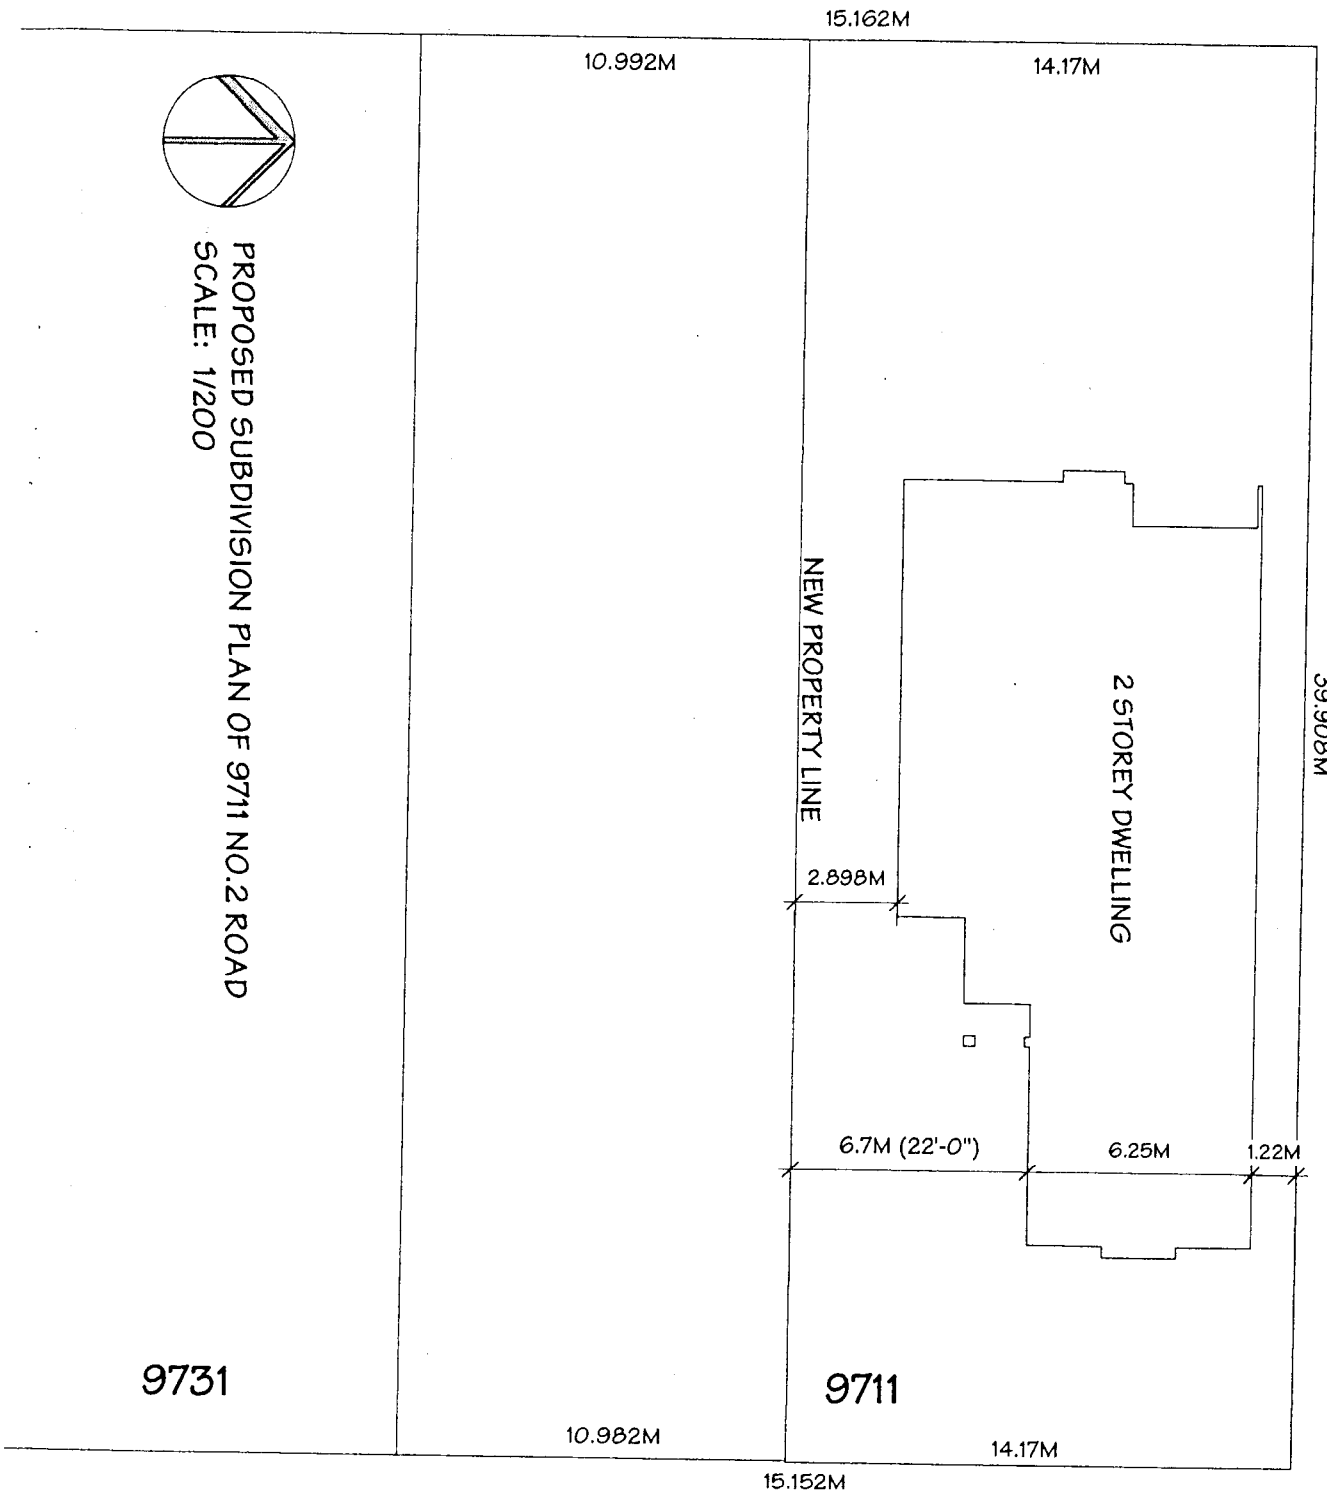 15.162M
10.992M
14.17M
PROPOSED SUBDIVISION PLAN OF 9711 NO.2 ROAD
SCALE: 1/200
NEW PROPERTY LINE
2 STOREY DWELLING
39.908M
2.898M
6.7M (22'-0")
6.25M
1.22M
9731
9711
10.982M
14.17M
15.152M